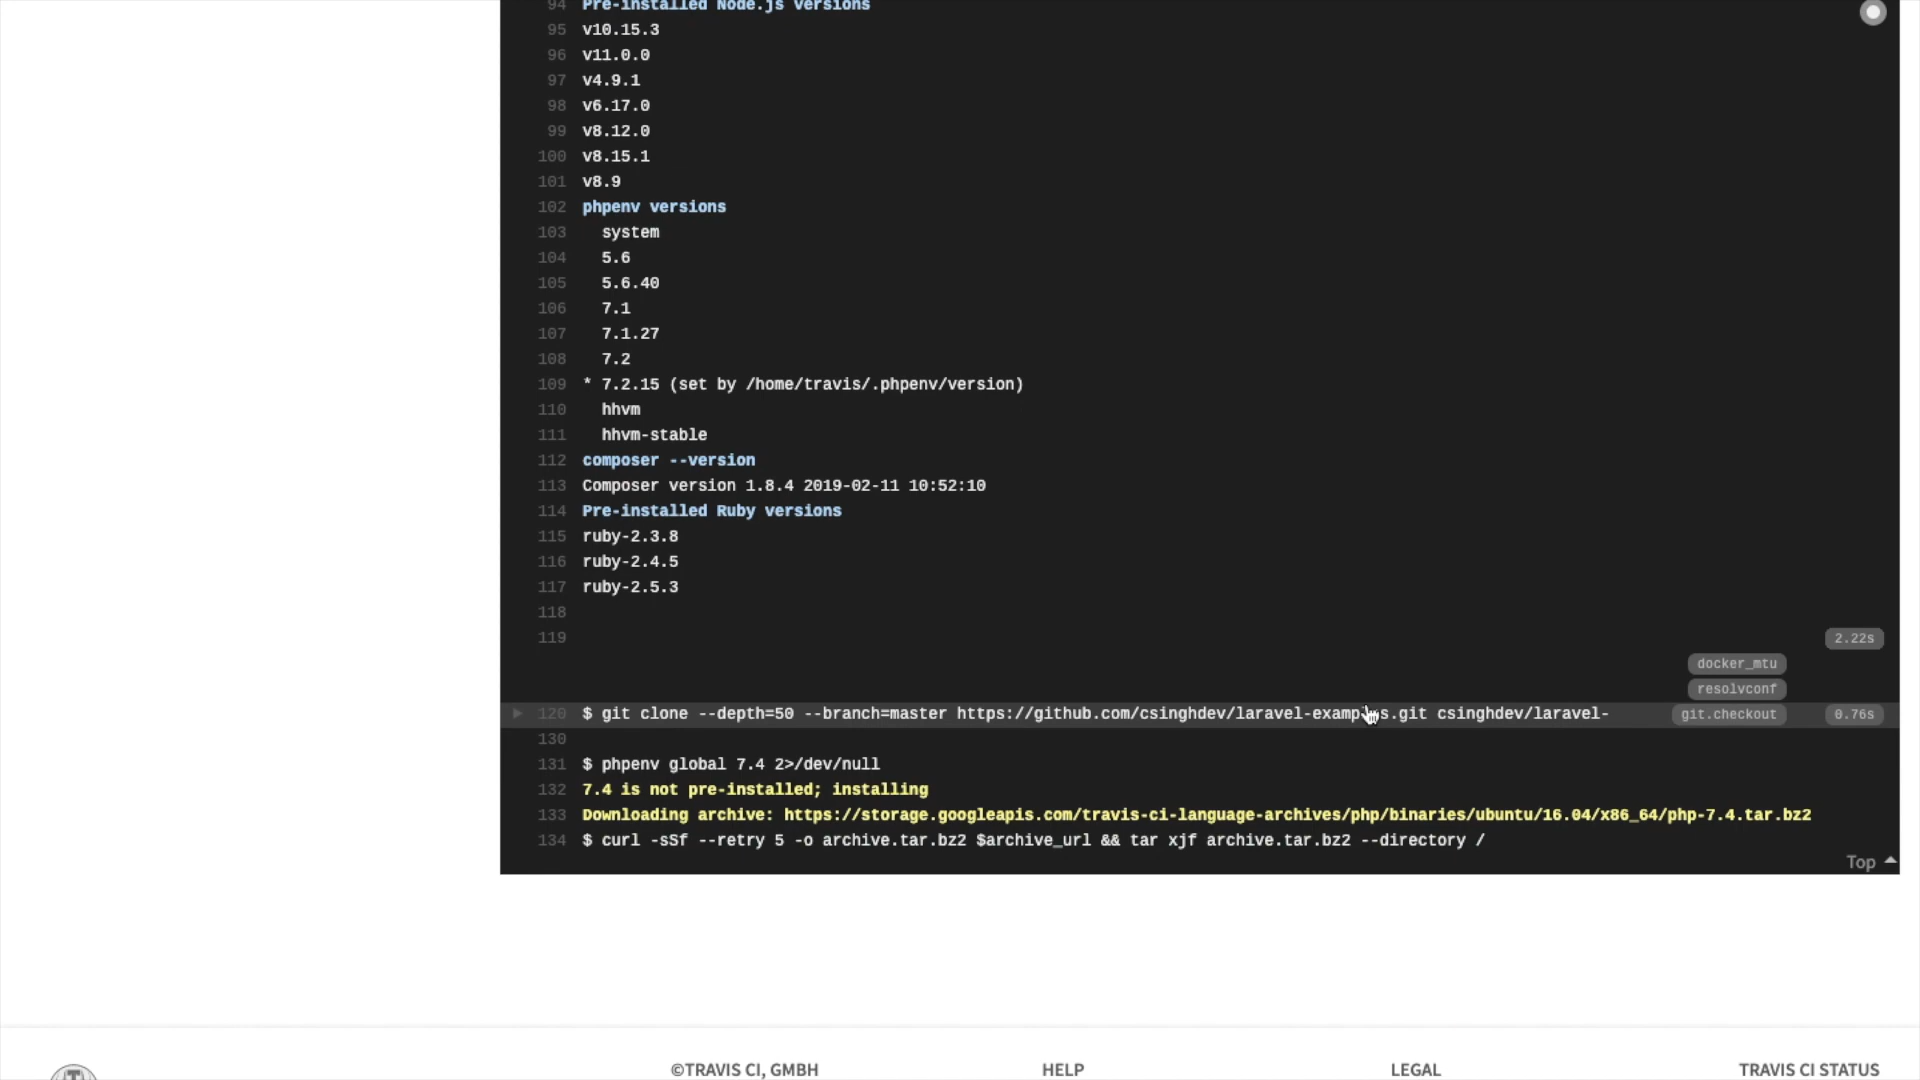 94 Pre-installed Node.js versions
95 v10.15.3
96 v11.0.0
97 v4.9.1
98 v6.17.0
99 v8.12.0
100 v8.15.1
101 v8.9
102 phpenv versions
103 system
104 5.6
105 5.6.40
106 7.1
107 7.1.27
108 7.2
109 * 7.2.15 (set by /home/travis/.phpenv/version)
110 hhvm
111 hhvm-stable
112 composer --version
113 Composer version 1.8.4 2019-02-11 10:52:10
114 Pre-installed Ruby versions
115 ruby-2.3.8
116 ruby-2.4.5
117 ruby-2.5.3
118
119 2.22s
docker_mtu
resolvconf
120 $ git clone --depth=50 --branch=master https://github.com/csinghdev/laravel-examples.git csinghdev/laravel- git.checkout 0.76s
130
131 $ phpenv global 7.4 2>/dev/null
132 7.4 is not pre-installed; installing
133 Downloading archive: https://storage.googleapis.com/travis-ci-language-archives/php/binaries/ubuntu/16.04/x86_64/php-7.4.tar.bz2
134 $ curl -sSf --retry 5 -o archive.tar.bz2 $archive_url && tar xjf archive.tar.bz2 --directory /
Top
©TRAVIS CI, GMBH HELP LEGAL TRAVIS CI STATUS